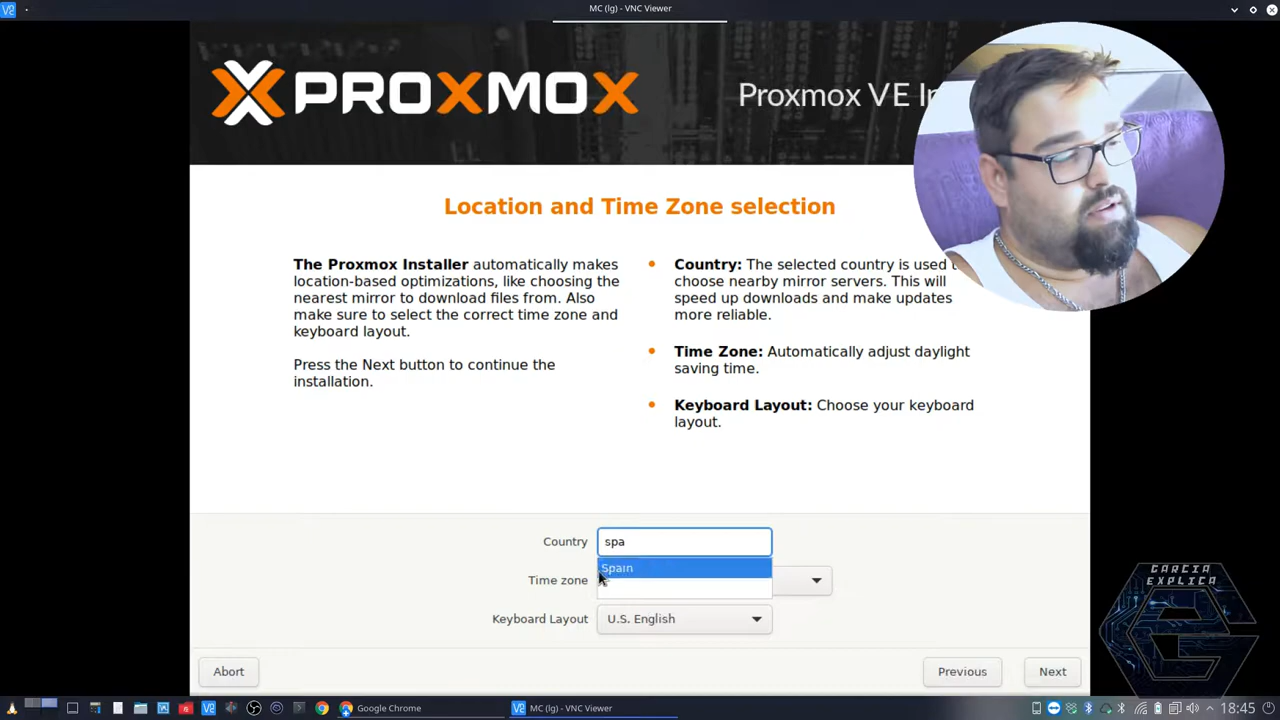 MC (lg) - VNC Viewer
PROXMOX
Proxmox VE In
Location and Time Zone selection
The Proxmox Installer automatically makes
location-based optimizations, like choosing the
nearest mirror to download files from. Also
make sure to select the correct time zone and
keyboard layout.
Press the Next button to continue the
installation.
Country: The selected country is used
choose nearby mirror servers. This will
speed up downloads and make updates
more reliable.
Time Zone: Automatically adjust daylight
saving time.
Keyboard Layout: Choose your keyboard
layout.
Country
spa
Spain
Time zone
Keyboard Layout
U.S. English
Abort
Previous
Next
GARCIA
EXPLICA
Google Chrome
MC (lg) - VNC Viewer
18:45